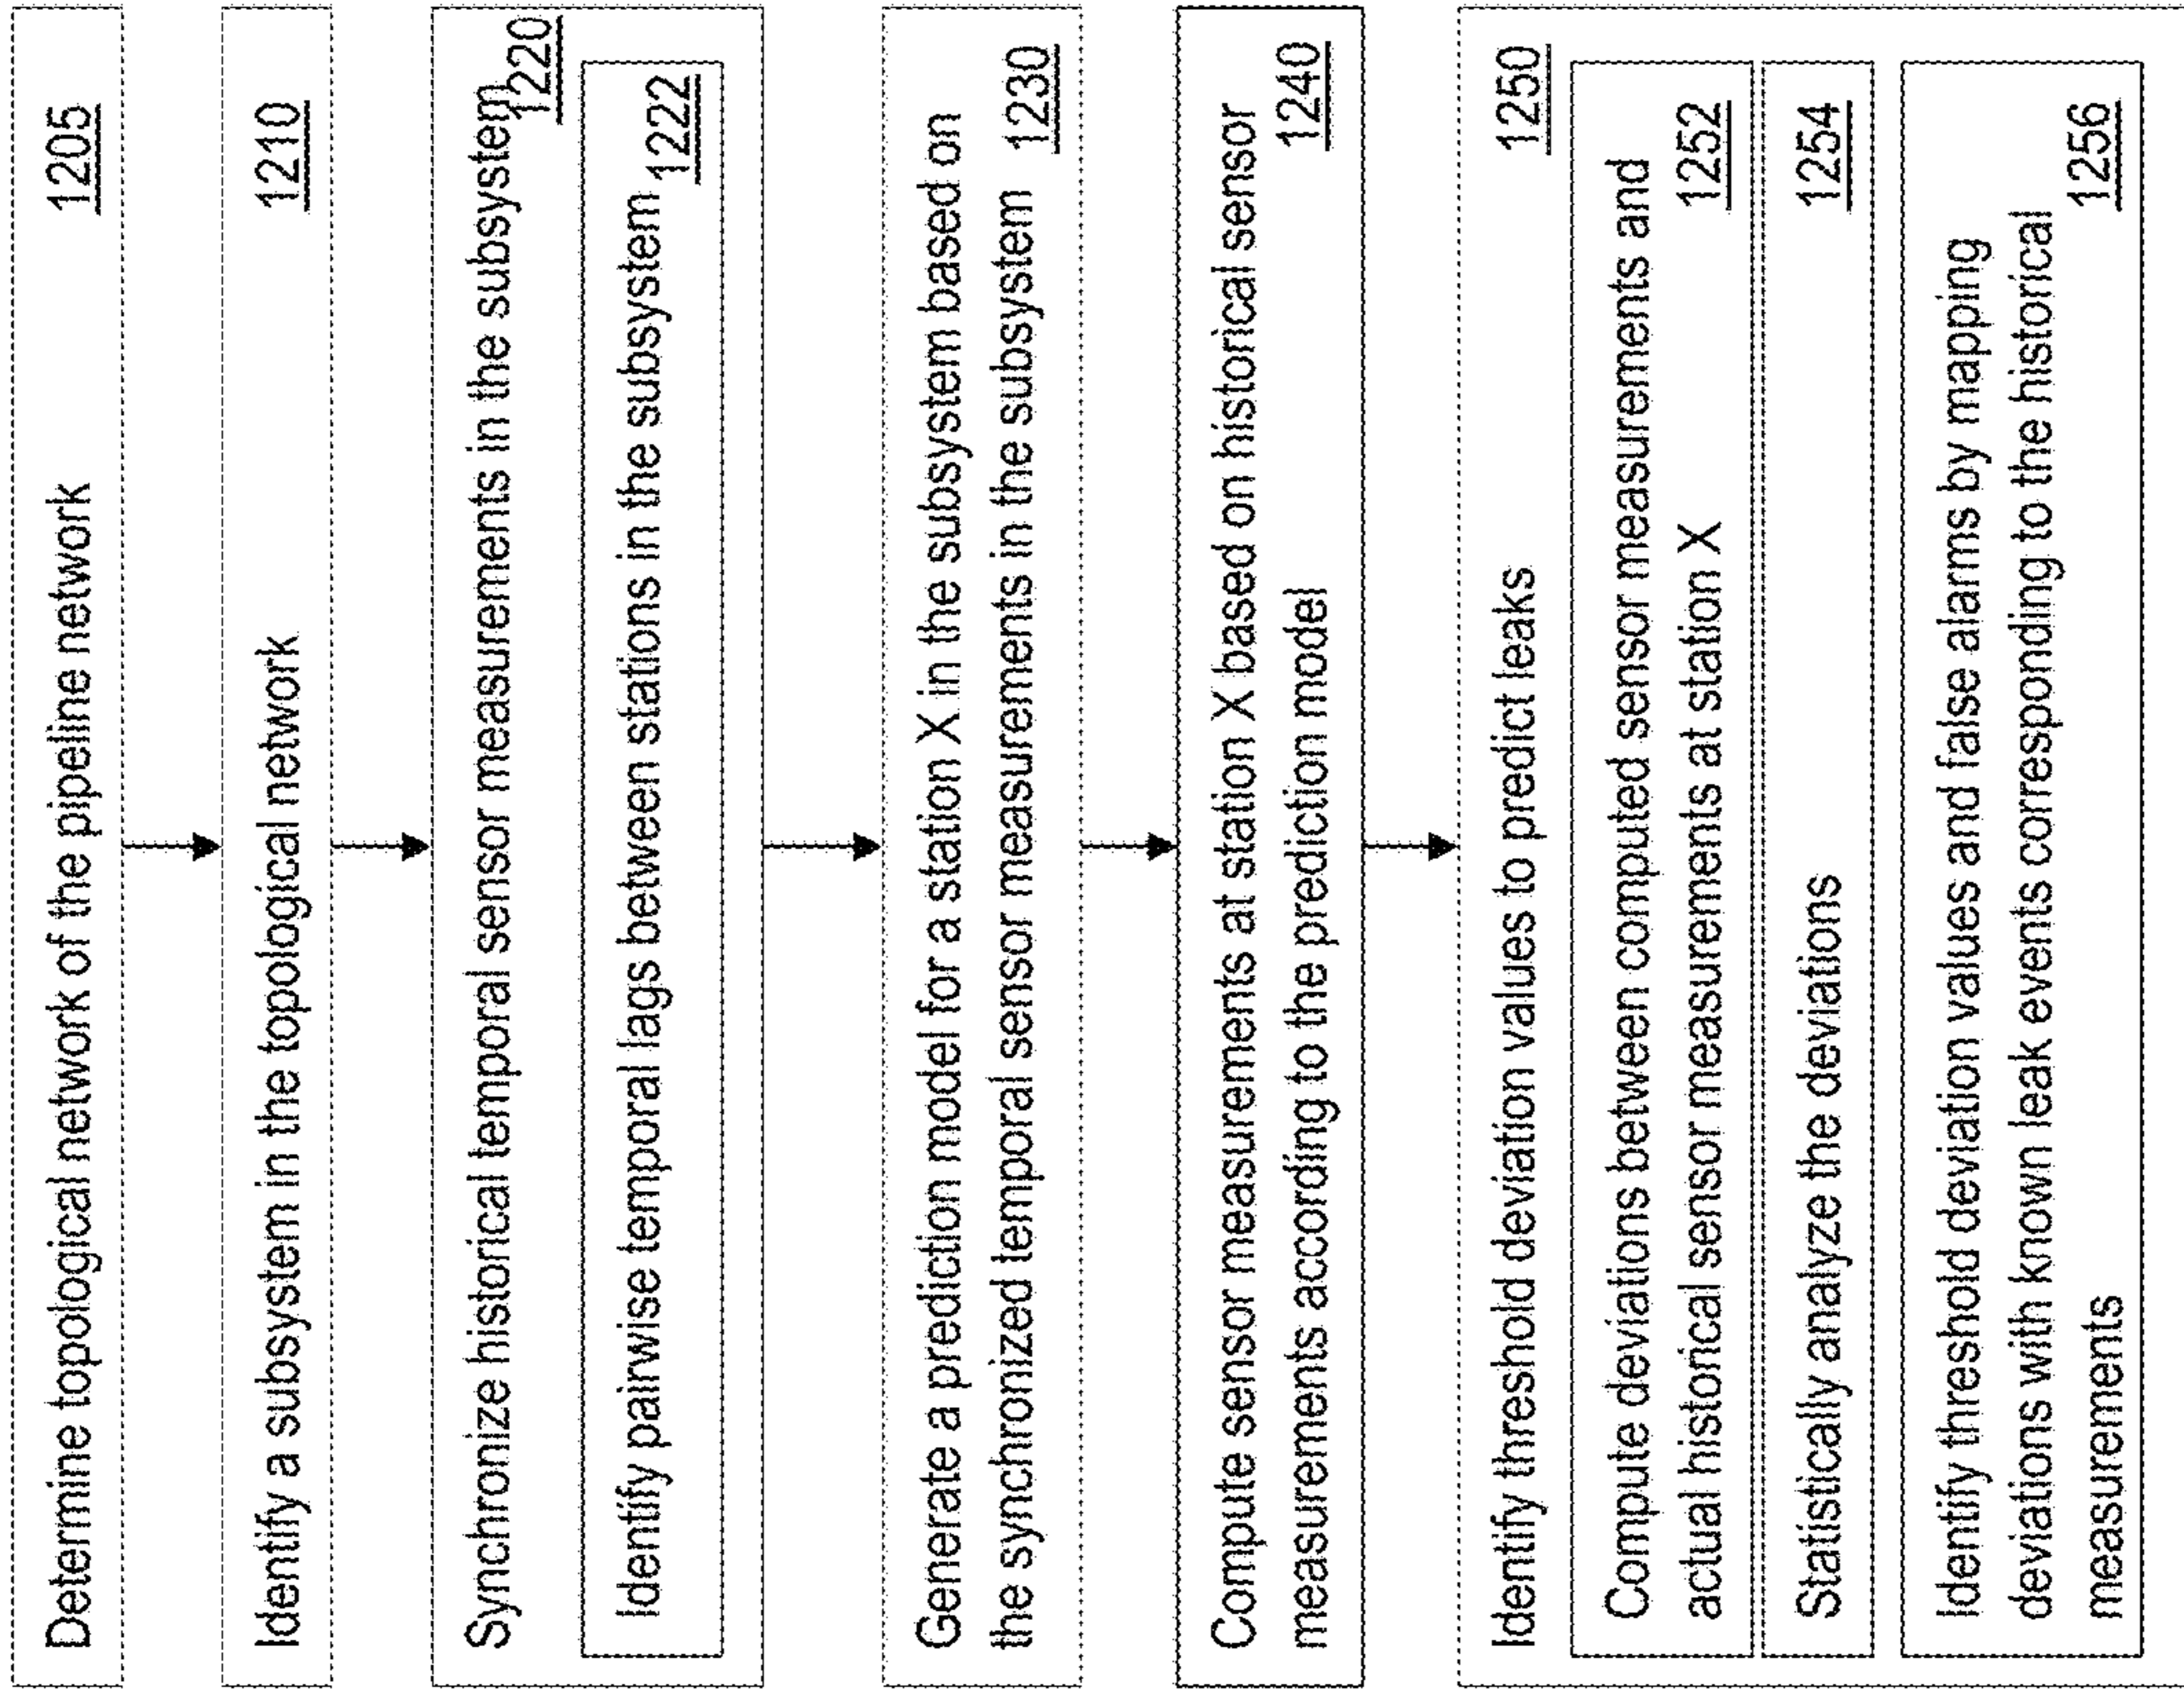 Determine topological network of the pipeline network 1205
Identify a subsystem in the topological network 1210
Synchronize historical temporal sensor measurements in the subsystem
1220
Identify pairwise temporal lags between stations in the subsystem
1222
Generate a prediction model for a station X in the subsystem based on
the synchronized temporal sensor measurements in the subsystem 1230
Compute sensor measurements at station X based on historical sensor
measurements according to the prediction model 1240
Identify threshold deviation values to predict leaks 1250
Compute deviations between computed sensor measurements and
actual historical sensor measurements at station X 1252
Statistically analyze the deviations 1254
Identify threshold deviation values and false alarms by mapping
deviations with known leak events corresponding to the historical
measurements 1256